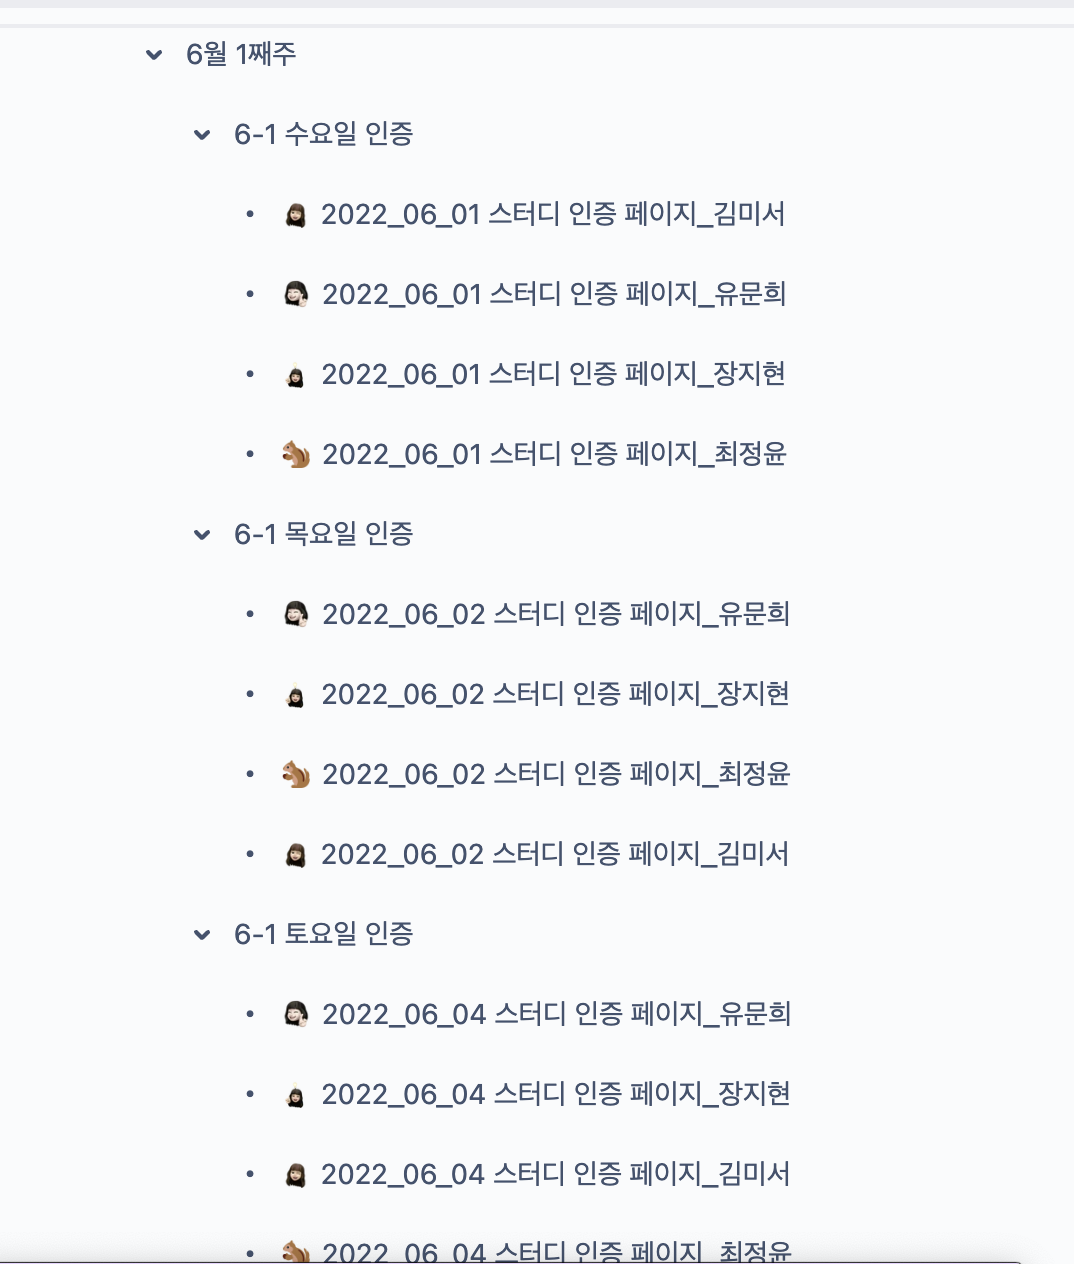 6월 1째주
6-1 수요일 인증
2022_06_01 스터디 인증 페이지_김미서
2022_06_01 스터디 인증 페이지_유문희
2022_06_01 스터디 인증 페이지_장지현
2022_06_01 스터디 인증 페이지_최정윤
6-1 목요일 인증
2022_06_02 스터디 인증 페이지_유문희
2022_06_02 스터디 인증 페이지_장지현
2022_06_02 스터디 인증 페이지_최정윤
2022_06_02 스터디 인증 페이지_김미서
6-1 토요일 인증
2022_06_04 스터디 인증 페이지_유문희
2022_06_04 스터디 인증 페이지_장지현
2022_06_04 스터디 인증 페이지_김미서
2022_06_04 스터디 인증 페이지_최정윤